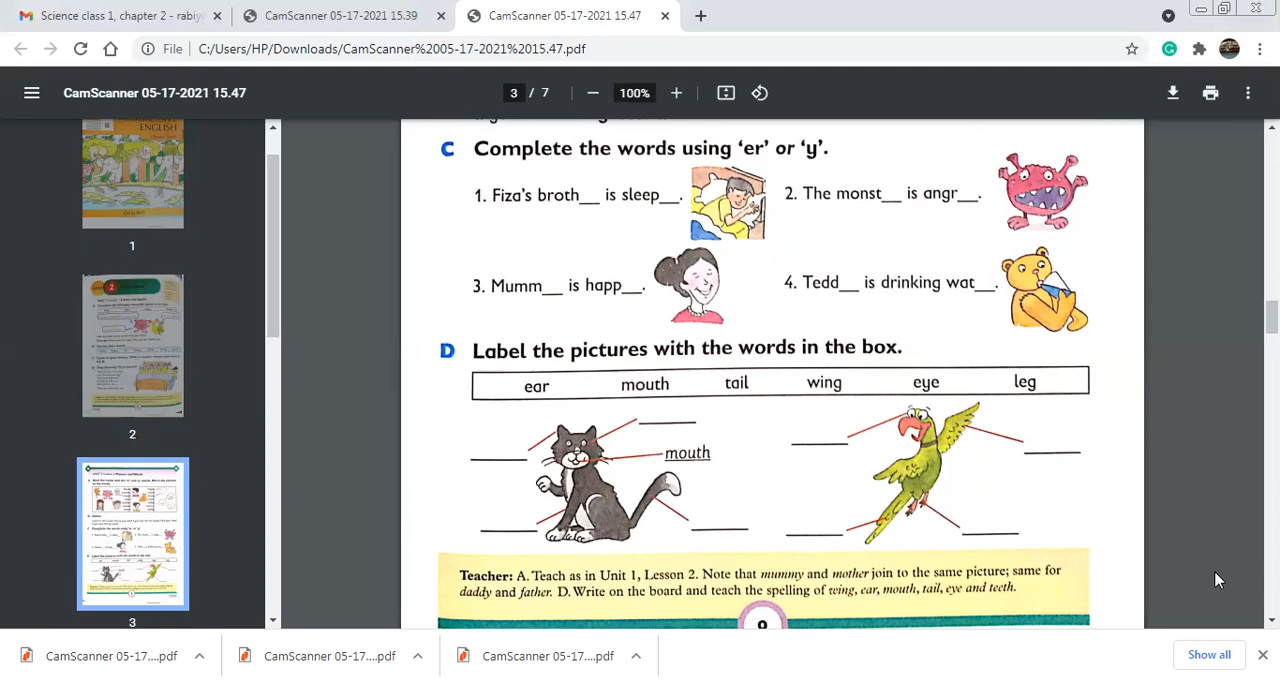 Science class 1, chapter 2 - rabiy
CamScanner 05-17-2021 15.39
CamScanner 05-17-2021 15.47
File
C:/Users/HP/Downloads/CamScanner%2005-17-2021%2015.47.pdf
CamScanner 05-17-2021 15.47
3 / 7
100%
ENGLISH
OXFORD
1
2
3
C Complete the words using 'er' or 'y'.
1. Fiza's broth__ is sleep__.
2. The monst__ is angr__.
3. Mumm__ is happ__.
4. Tedd__ is drinking wat__.
D Label the pictures with the words in the box.
ear mouth tail wing eye leg
mouth
Teacher: A. Teach as in Unit 1, Lesson 2. Note that mummy and mother join to the same picture; same for
daddy and father. D. Write on the board and teach the spelling of wing, ear, mouth, tail, eye and teeth.
9
CamScanner 05-17....pdf
CamScanner 05-17....pdf
CamScanner 05-17....pdf
Show all